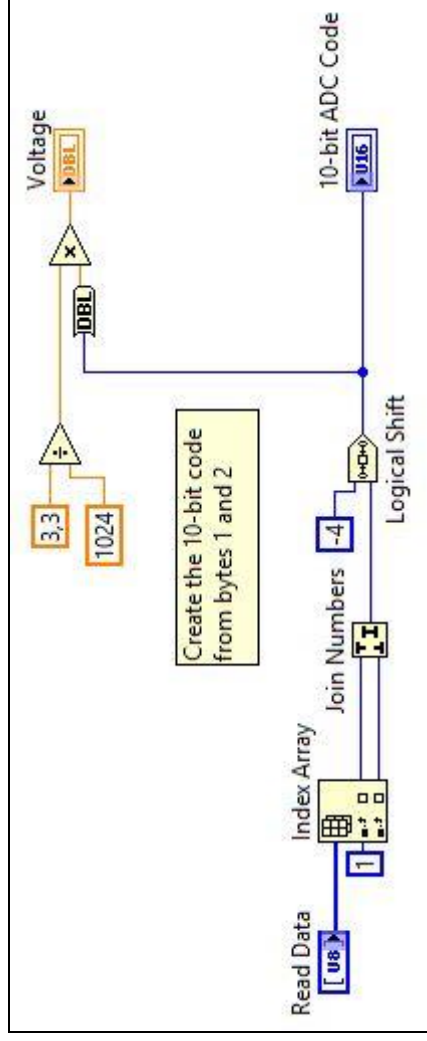 Voltage
DBL
3,3
÷
×
1024
DBL
Create the 10-bit code
from bytes 1 and 2
10-bit ADC Code
U16
Read Data
[U8]
Index Array
1
Join Numbers
-4
Logical Shift